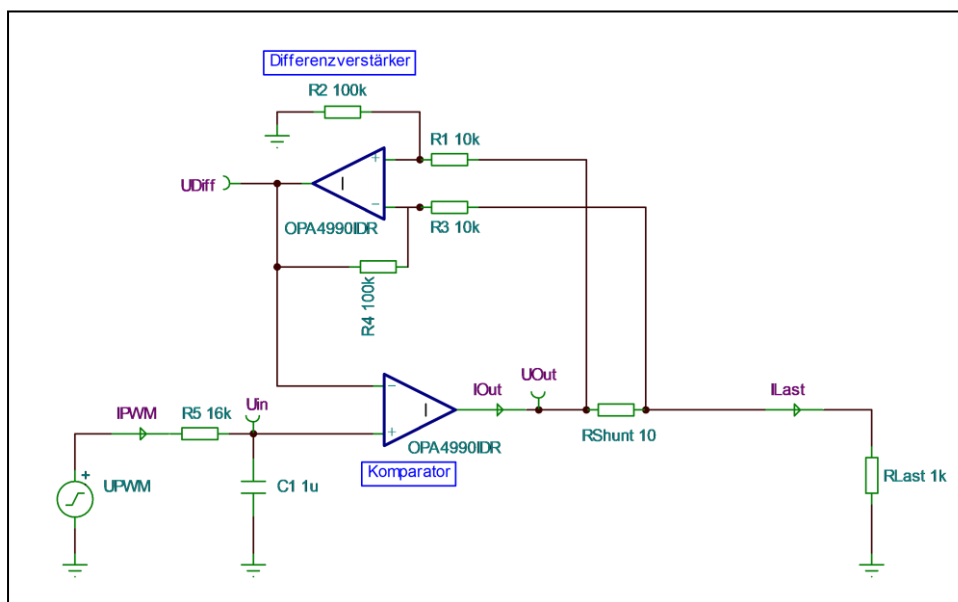 Differenzverstärker
R2 100k
R1 10k
+
UDiff
I
−
OPA4990IDR
R3 10k
R4 100k
IPWM
R5 16k
Uin
−
I
+
IOut
UOut
ILast
OPA4990IDR
RShunt 10
Komparator
+
UPWM
C1 1u
RLast 1k